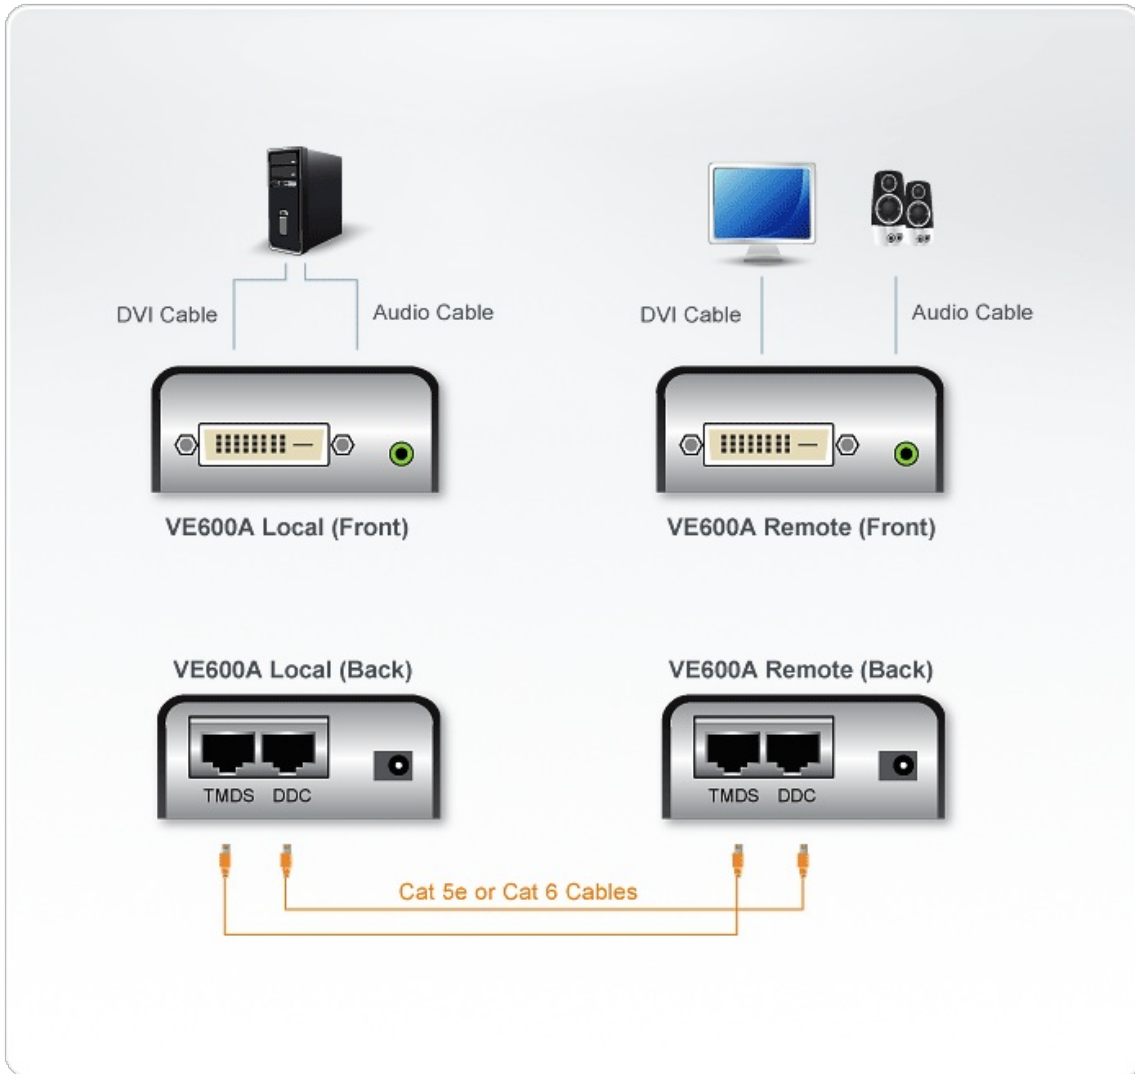 DVI Cable
Audio Cable
DVI Cable
Audio Cable
VE600A Local (Front)
VE600A Remote (Front)
VE600A Local (Back)
VE600A Remote (Back)
TMDS DDC
TMDS DDC
Cat 5e or Cat 6 Cables